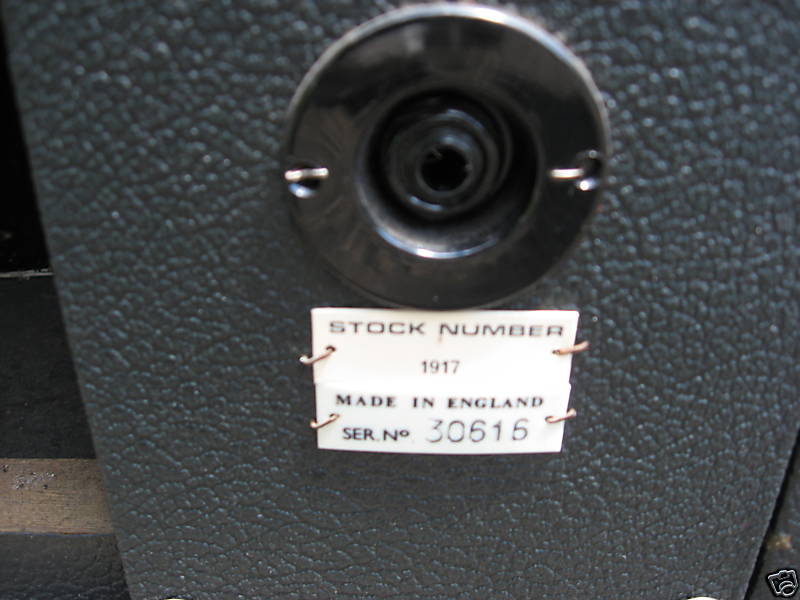 STOCK NUMBER
1917
MADE IN ENGLAND
SER. Nº 30616